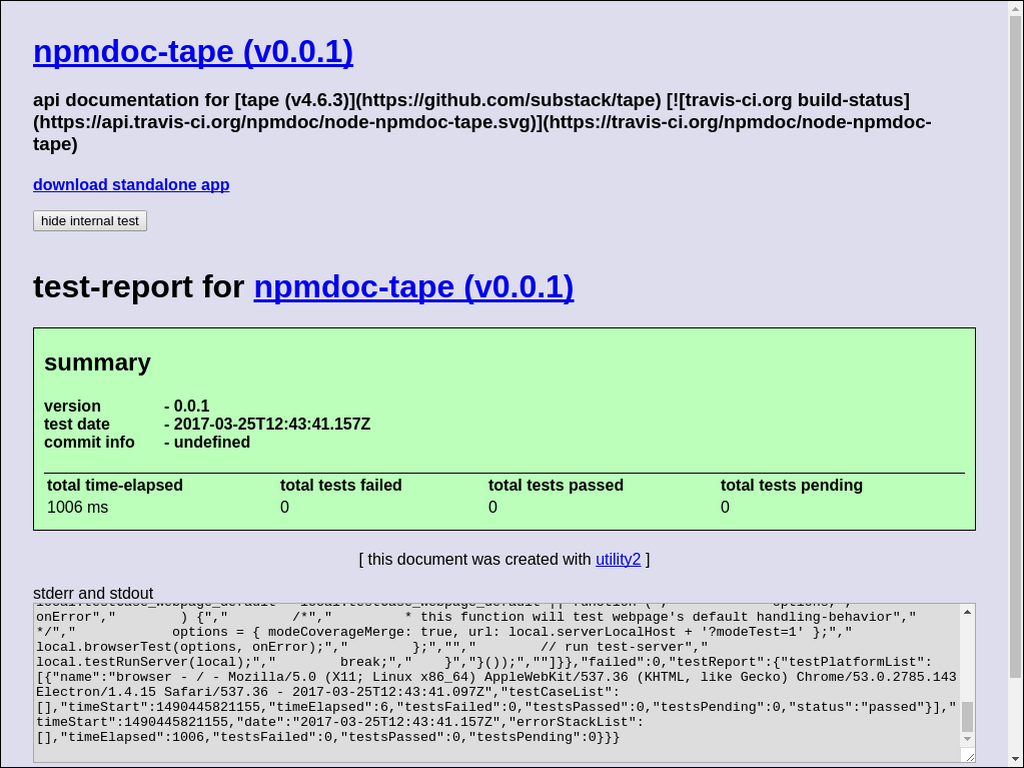 npmdoc-tape (v0.0.1)
api documentation for [tape (v4.6.3)](https://github.com/substack/tape) [![travis-ci.org build-status]
(https://api.travis-ci.org/npmdoc/node-npmdoc-tape.svg)](https://travis-ci.org/npmdoc/node-npmdoc-
tape)
download standalone app
hide internal test
test-report for npmdoc-tape (v0.0.1)
summary
version - 0.0.1
test date - 2017-03-25T12:43:41.157Z
commit info - undefined
total time-elapsed total tests failed total tests passed total tests pending
1006 ms 0 0 0
[ this document was created with utility2 ]
stderr and stdout
onError","        ) {","        /*","         * this function will test webpage's default handling-behavior","
*/","            options = { modeCoverageMerge: true, url: local.serverLocalHost + '?modeTest=1' };","
local.browserTest(options, onError);","        };","","        // run test-server","
local.testRunServer(local);","        break;","    }","}());",""]}},"failed":0,"testReport":{"testPlatformList":
[{"name":"browser - / - Mozilla/5.0 (X11; Linux x86_64) AppleWebKit/537.36 (KHTML, like Gecko) Chrome/53.0.2785.143
Electron/1.4.15 Safari/537.36 - 2017-03-25T12:43:41.097Z","testCaseList":
[],"timeStart":1490445821155,"timeElapsed":6,"testsFailed":0,"testsPassed":0,"testsPending":0,"status":"passed"}],"
timeStart":1490445821155,"date":"2017-03-25T12:43:41.157Z","errorStackList":
[],"timeElapsed":1006,"testsFailed":0,"testsPassed":0,"testsPending":0}}}